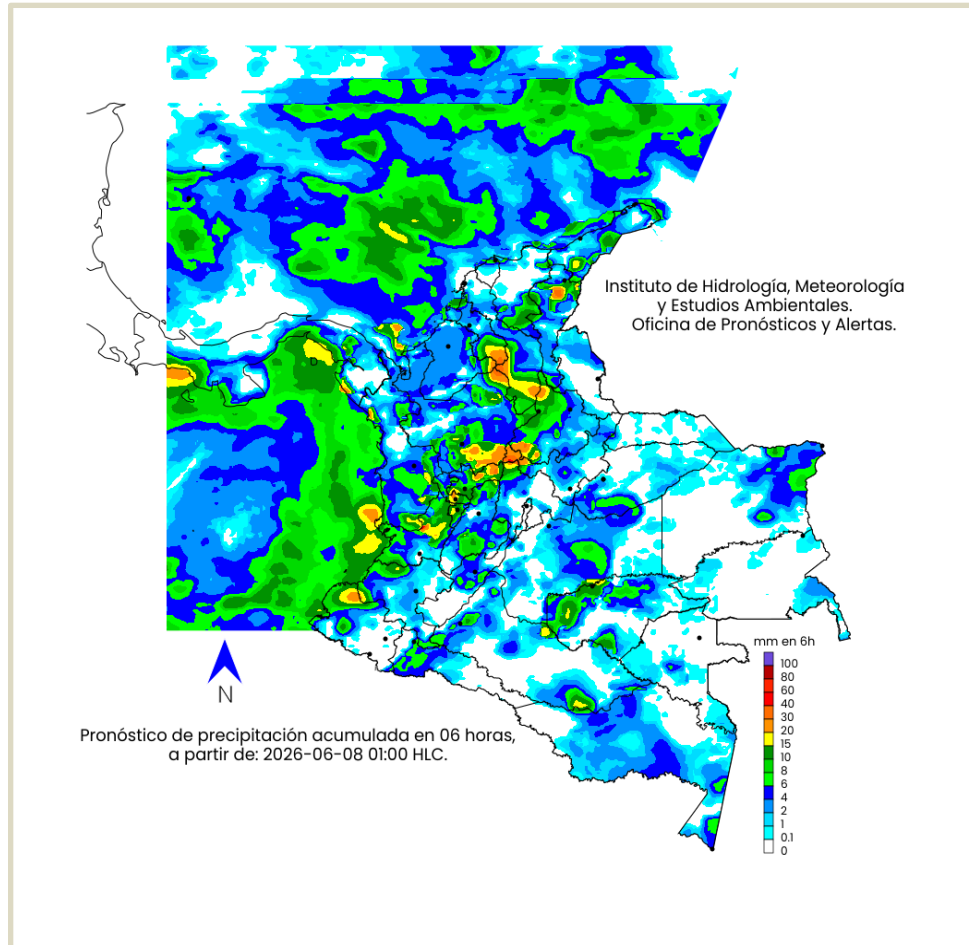 Instituto de Hidrología, Meteorología
y Estudios Ambientales.
Oficina de Pronósticos y Alertas.
D
mm en 6h
100
80
60
40
30
20
15
10
8
6
4
2
1
0.1
0
N
Pronóstico de precipitación acumulada en 06 horas,
a partir de: 2026-06-08 01:00 HLC.